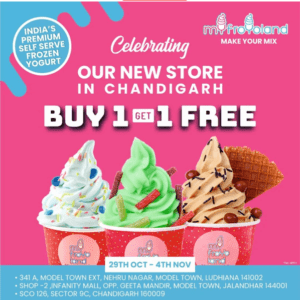 INDIA'S
PREMIUM
SELF SERVE
FROZEN
YOGURT
myfroyoland
MAKE YOUR MIX
Celebrating
OUR NEW STORE
IN CHANDIGARH
BUY 1 GET 1 FREE
29TH OCT - 4TH NOV
• 341 A, MODEL TOWN EXT, NEHRU NAGAR, MODEL TOWN, LUDHIANA 141002
• SHOP -2 ,INFANITY MALL, OPP. GEETA MANDIR, MODEL TOWN, JALANDHAR 144001
• SCO 126, SECTOR 9C, CHANDIGARH 160009